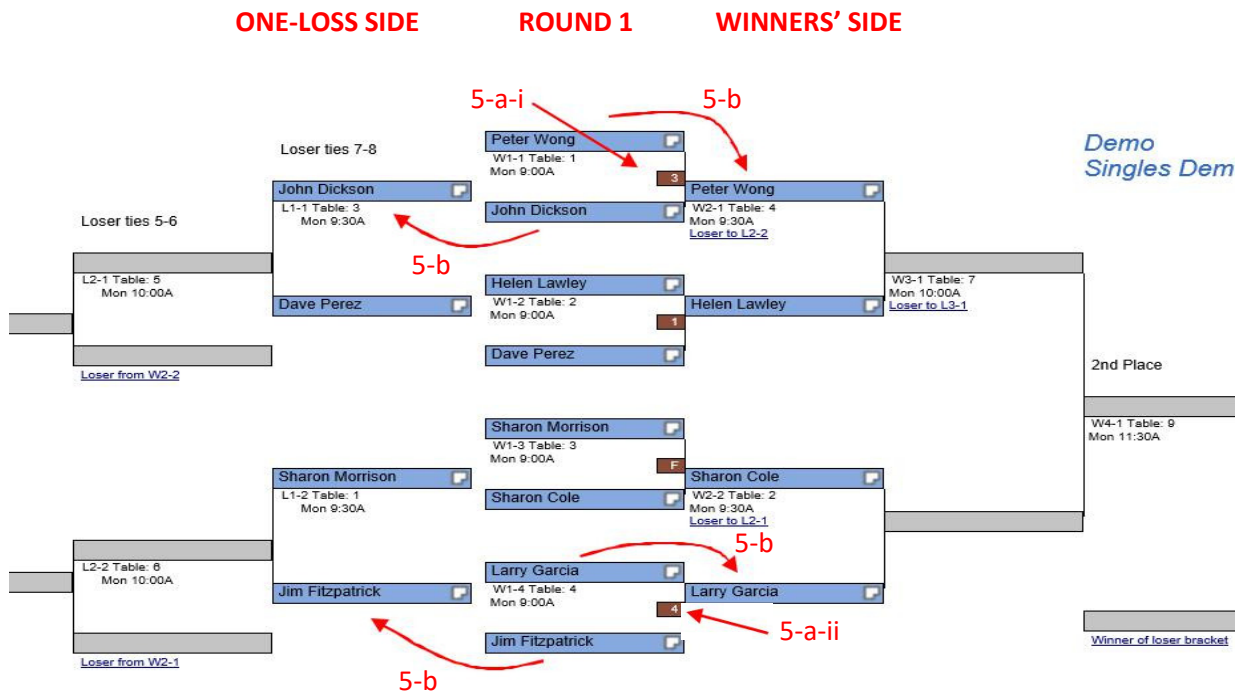 ONE-LOSS SIDE ROUND 1 WINNERS' SIDE
5-a-i 5-b
Peter Wong
Loser ties 7-8
W1-1 Table: 1
Mon 9:00A
3
Demo
Singles Dem
John Dickson
Peter Wong
L1-1 Table: 3
Mon 9:30A
John Dickson
W2-1 Table: 4
Mon 9:30A
Loser to L2-2
Loser ties 5-6
5-b
L2-1 Table: 5
Mon 10:00A
Helen Lawley
W1-2 Table: 2
Mon 9:00A
W3-1 Table: 7
Mon 10:00A
Loser to L3-1
Dave Perez
Helen Lawley
1
Dave Perez
Loser from W2-2
2nd Place
Sharon Morrison
W1-3 Table: 3
Mon 9:00A
W4-1 Table: 9
Mon 11:30A
F
Sharon Morrison
Sharon Cole
L1-2 Table: 1
Mon 9:30A
Sharon Cole
W2-2 Table: 2
Mon 9:30A
Loser to L2-1
5-b
L2-2 Table: 6
Mon 10:00A
Larry Garcia
W1-4 Table: 4
Mon 9:00A
Jim Fitzpatrick
Larry Garcia
4
5-a-ii
Jim Fitzpatrick
Winner of loser bracket
Loser from W2-1
5-b